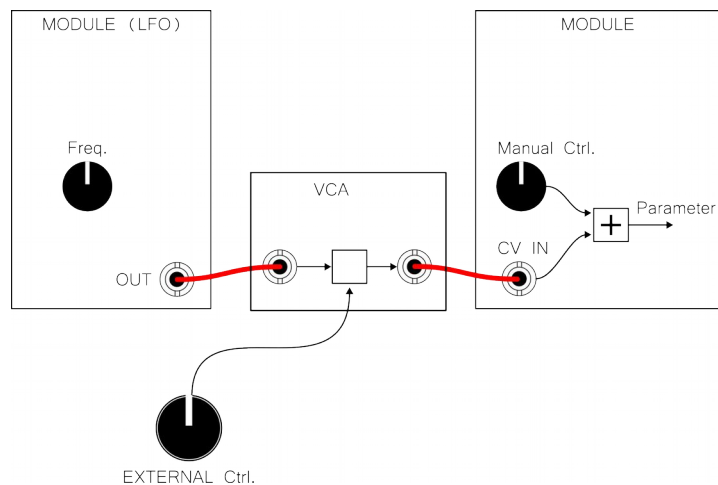 MODULE (LFO)
MODULE
Freq.
Manual Ctrl.
VCA
Parameter
+
CV IN
OUT
EXTERNAL Ctrl.